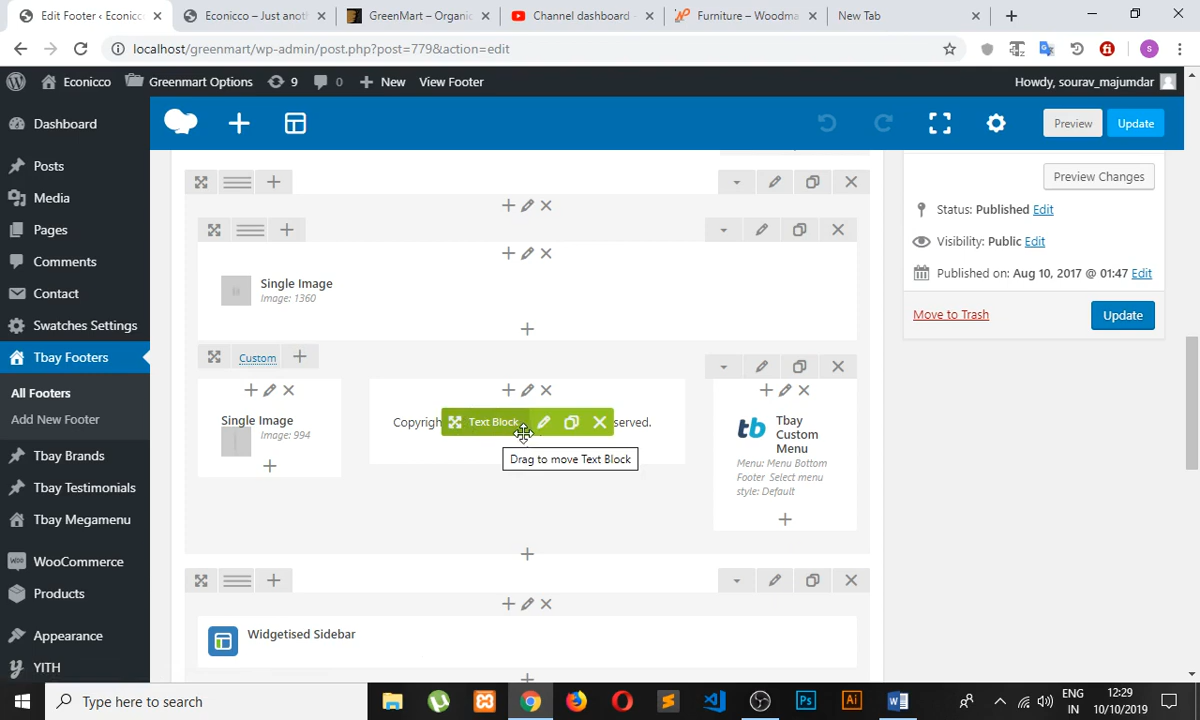 Edit Footer ‹ Econicco
Econicco – Just anot
GreenMart – Organic
Channel dashboard -
Furniture – Woodma
New Tab
localhost/greenmart/wp-admin/post.php?post=779&action=edit
S
Econicco
Greenmart Options
9
0
New
View Footer
Howdy, sourav_majumdar
Dashboard
Preview
Update
Posts
Media
Pages
Comments
Contact
Swatches Settings
Tbay Footers
All Footers
Add New Footer
Tbay Brands
Tbay Testimonials
Tbay Megamenu
WooCommerce
Products
Appearance
YITH
Preview Changes
Status: Published Edit
Visibility: Public Edit
Published on: Aug 10, 2017 @ 01:47 Edit
Move to Trash
Update
Single Image
Image: 1360
Custom
Single Image
Image: 994
Copyrigh
Text Block
served.
Drag to move Text Block
tb
Tbay
Custom
Menu
Menu: Menu Bottom
Footer Select menu
style: Default
Widgetised Sidebar
Type here to search
Ps
Ai
ENG
IN
12:29
10/10/2019